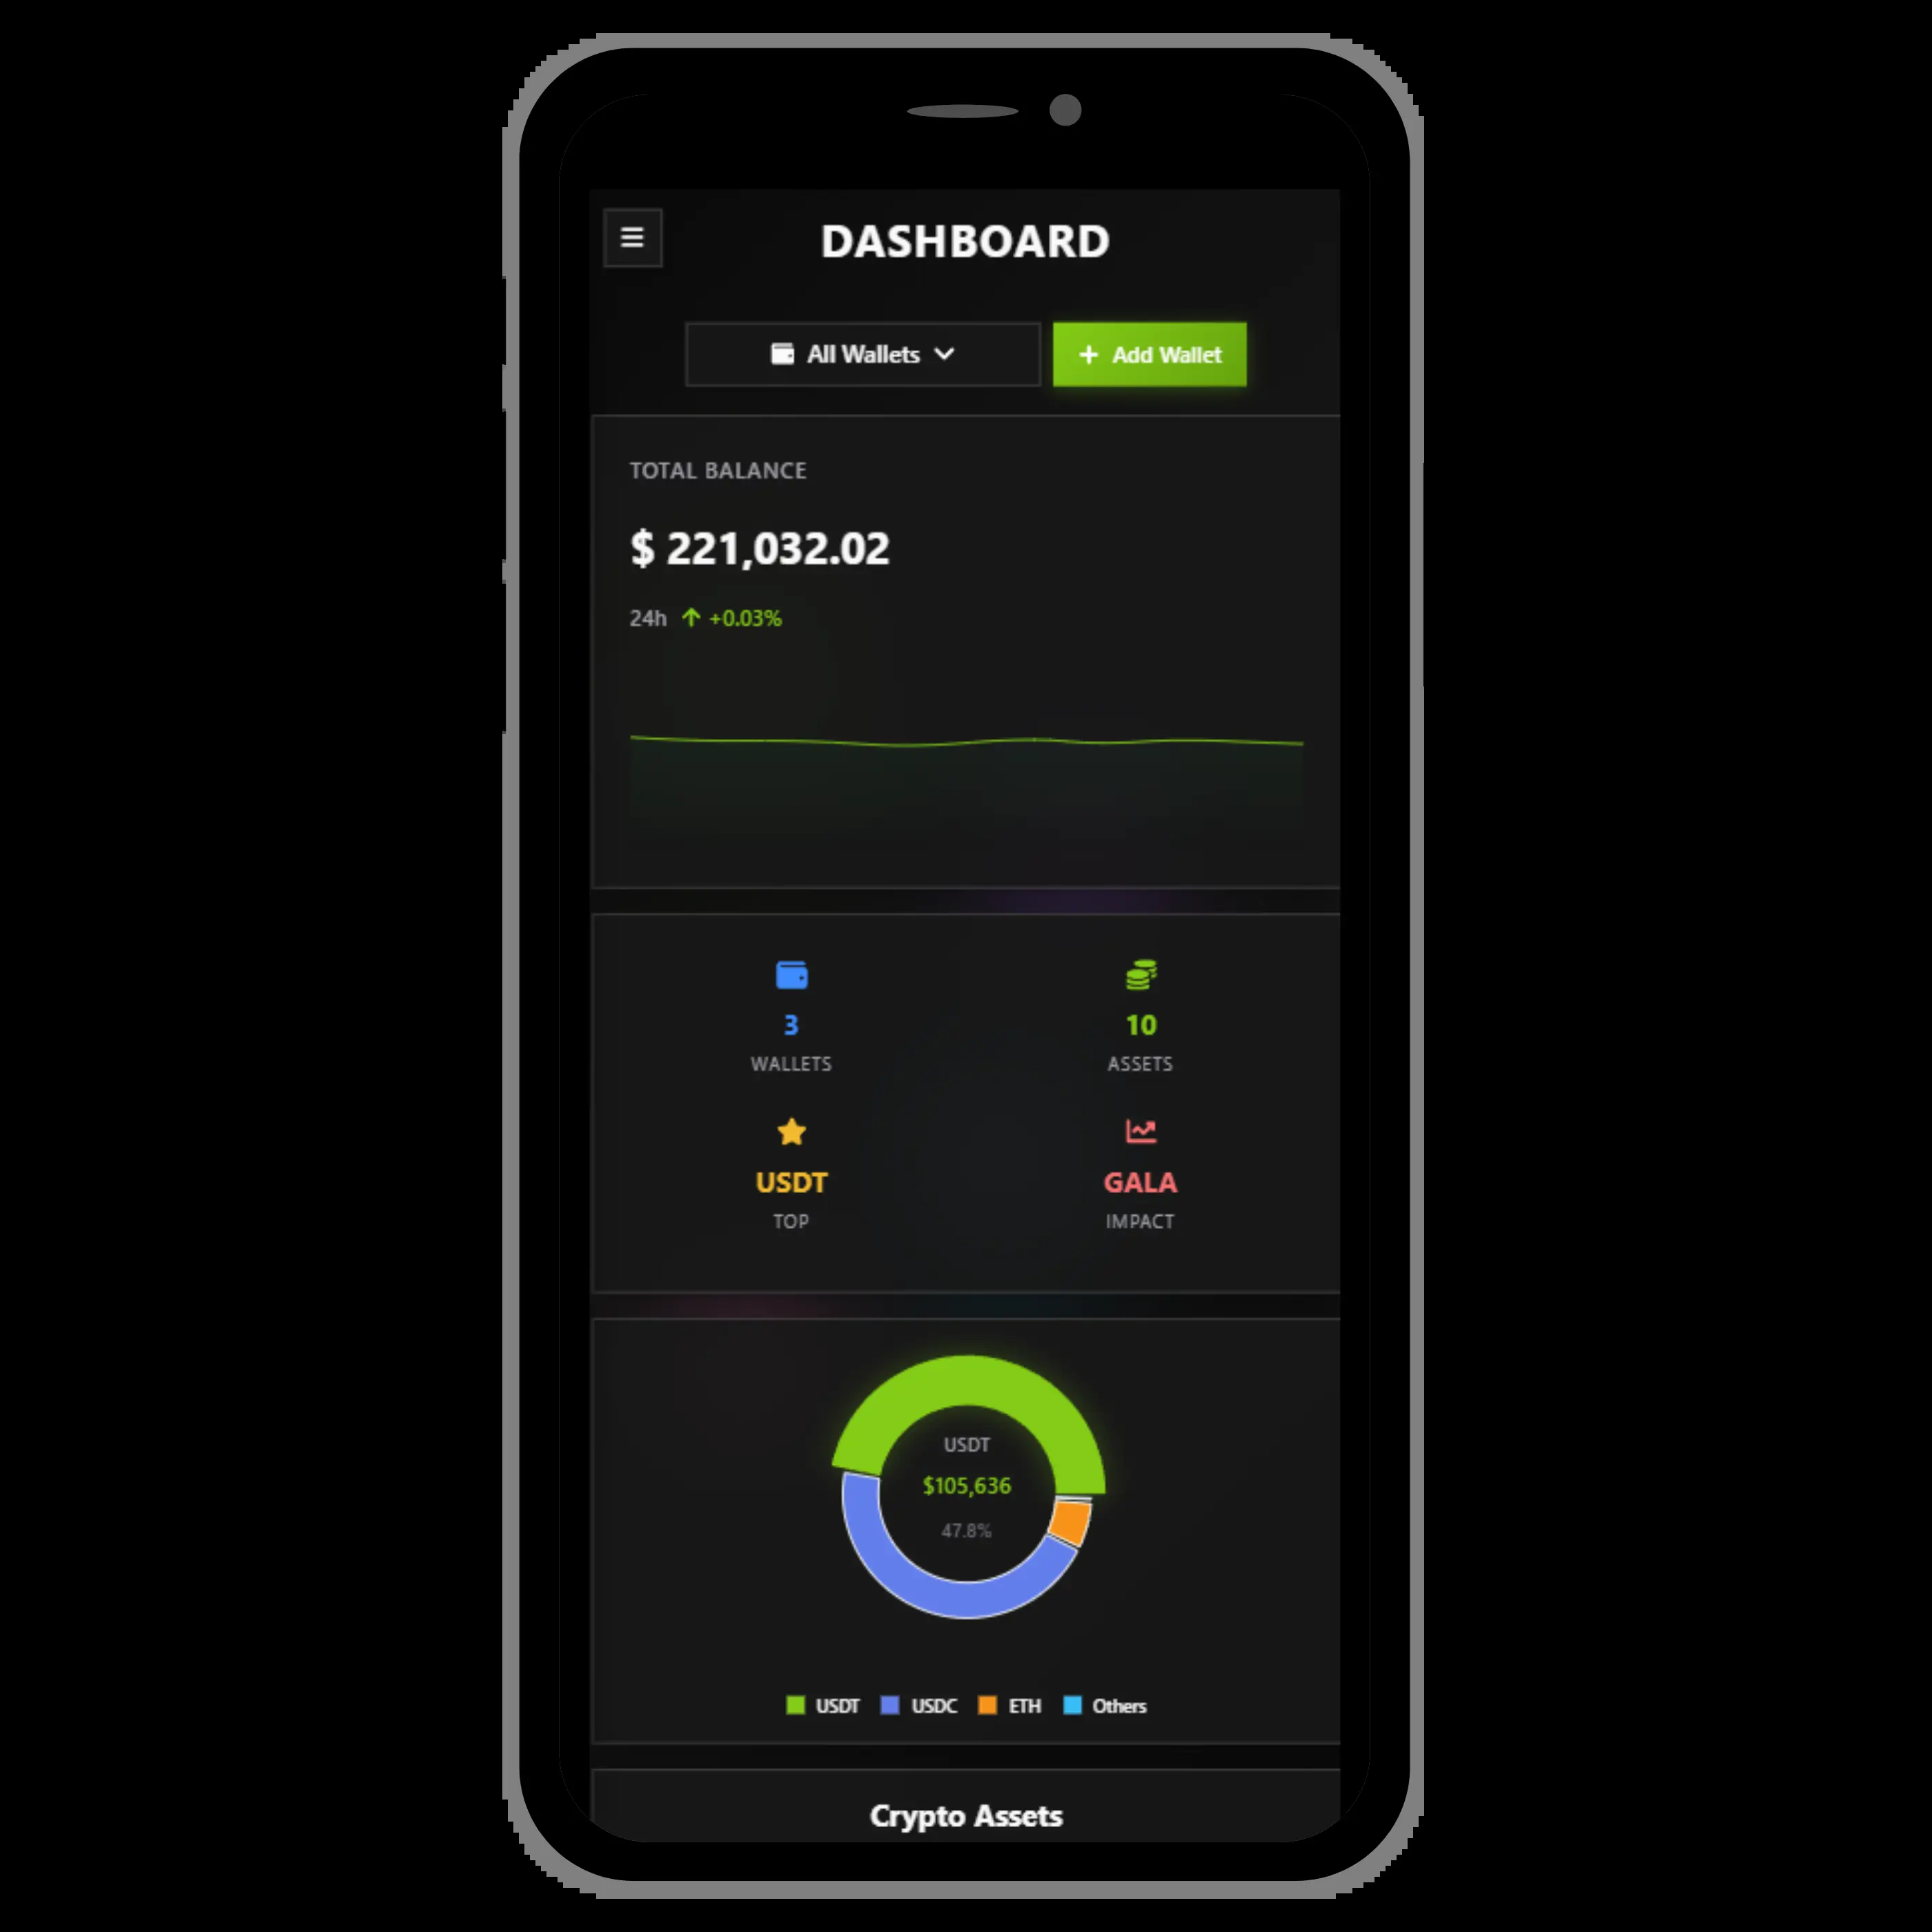 DASHBOARD
All Wallets
+ Add Wallet
TOTAL BALANCE
$ 221,032.02
24h ↑ +0.03%
3
WALLETS
10
ASSETS
USDT
TOP
GALA
IMPACT
USDT
$105,636
47.8%
USDT USDC ETH Others
Crypto Assets